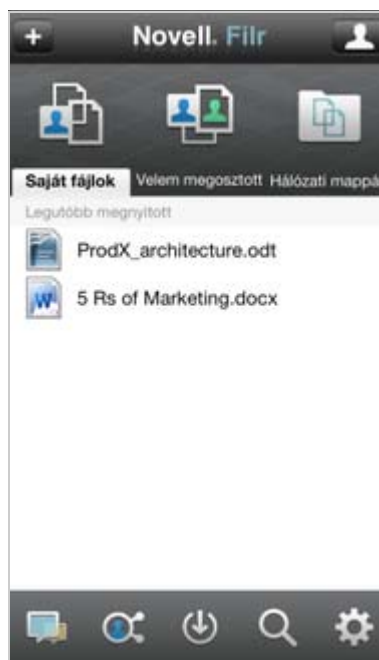 + Novell. Filr
Saját fájlok Velem megosztott Hálózati mappá
Legutóbb megnyitott
ProdX_architecture.odt
W 5 Rs of Marketing.docx